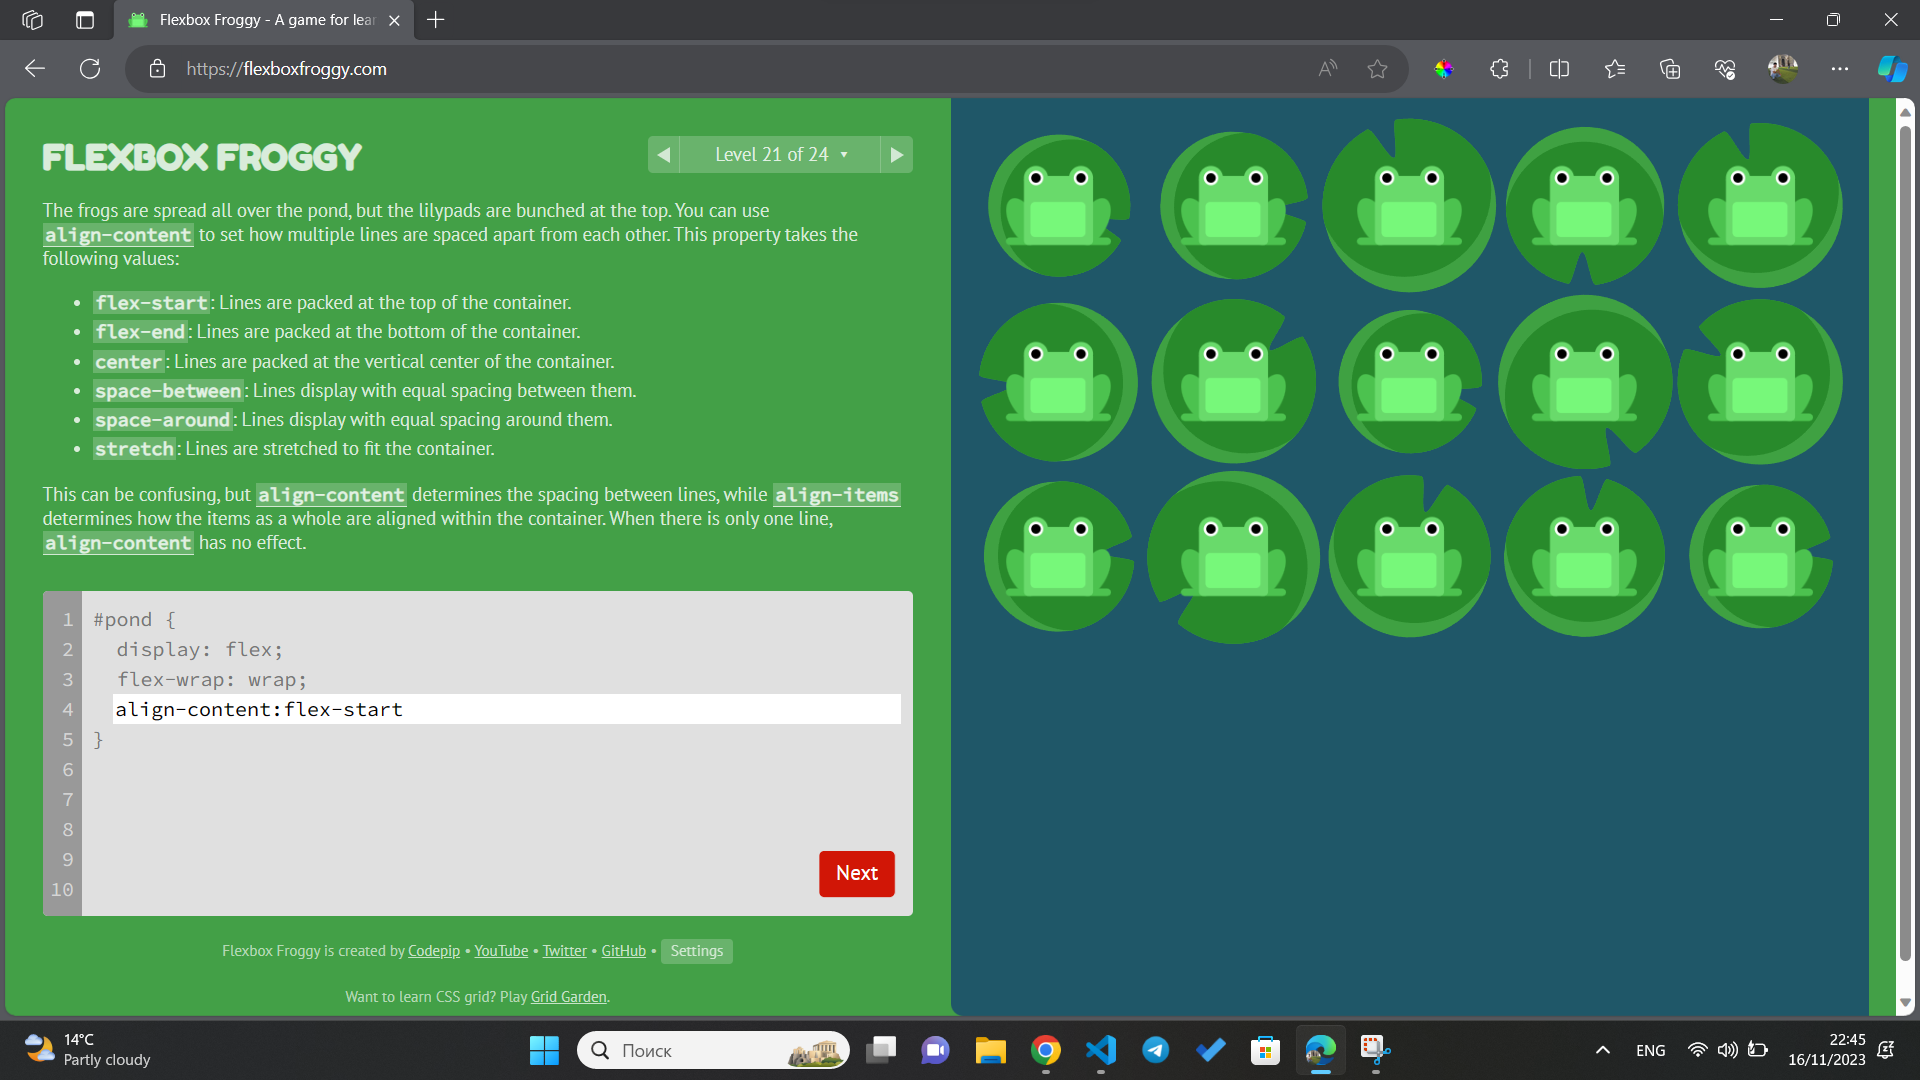 Flexbox Froggy - A game for lear
https://flexboxfroggy.com
FLEXBOX FROGGY
Level 21 of 24
The frogs are spread all over the pond, but the lilypads are bunched at the top. You can use
align-content to set how multiple lines are spaced apart from each other. This property takes the
following values:
• flex-start: Lines are packed at the top of the container.
• flex-end: Lines are packed at the bottom of the container.
• center: Lines are packed at the vertical center of the container.
• space-between: Lines display with equal spacing between them.
• space-around: Lines display with equal spacing around them.
• stretch: Lines are stretched to fit the container.
This can be confusing, but align-content determines the spacing between lines, while align-items
determines how the items as a whole are aligned within the container. When there is only one line,
align-content has no effect.
1 #pond {
2 display: flex;
3 flex-wrap: wrap;
4 align-content:flex-start
5 }
6
7
8
9
10
Next
Flexbox Froggy is created by Codepip • YouTube • Twitter • GitHub • Settings
Want to learn CSS grid? Play Grid Garden.
14°C
Partly cloudy
Поиск
ENG
22:45
16/11/2023